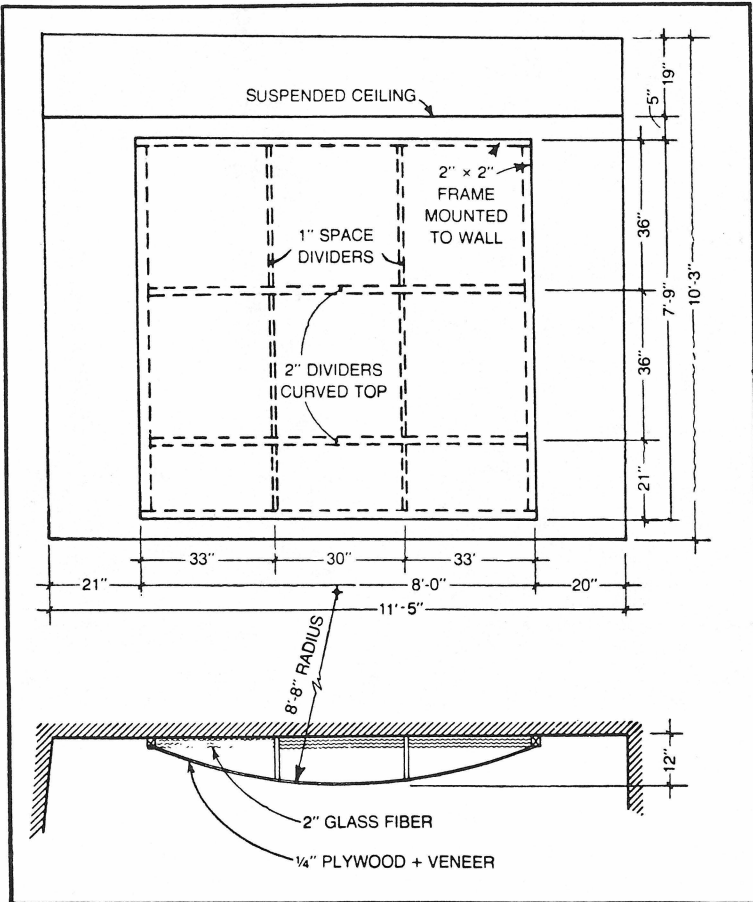 19"
5"
SUSPENDED CEILING
2" × 2"
FRAME
MOUNTED
TO WALL
1" SPACE
DIVIDERS
36"
7'-9"
10'-3"
2" DIVIDERS
CURVED TOP
36"
21"
33"
30"
33'
21"
8'-0"
20"
11'-5"
8'-8" RADIUS
12"
2" GLASS FIBER
¼" PLYWOOD + VENEER